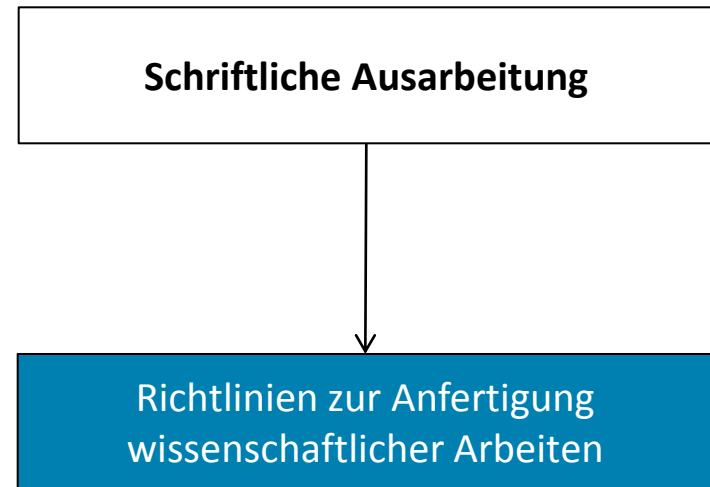 Schriftliche Ausarbeitung
Richtlinien zur Anfertigung
wissenschaftlicher Arbeiten